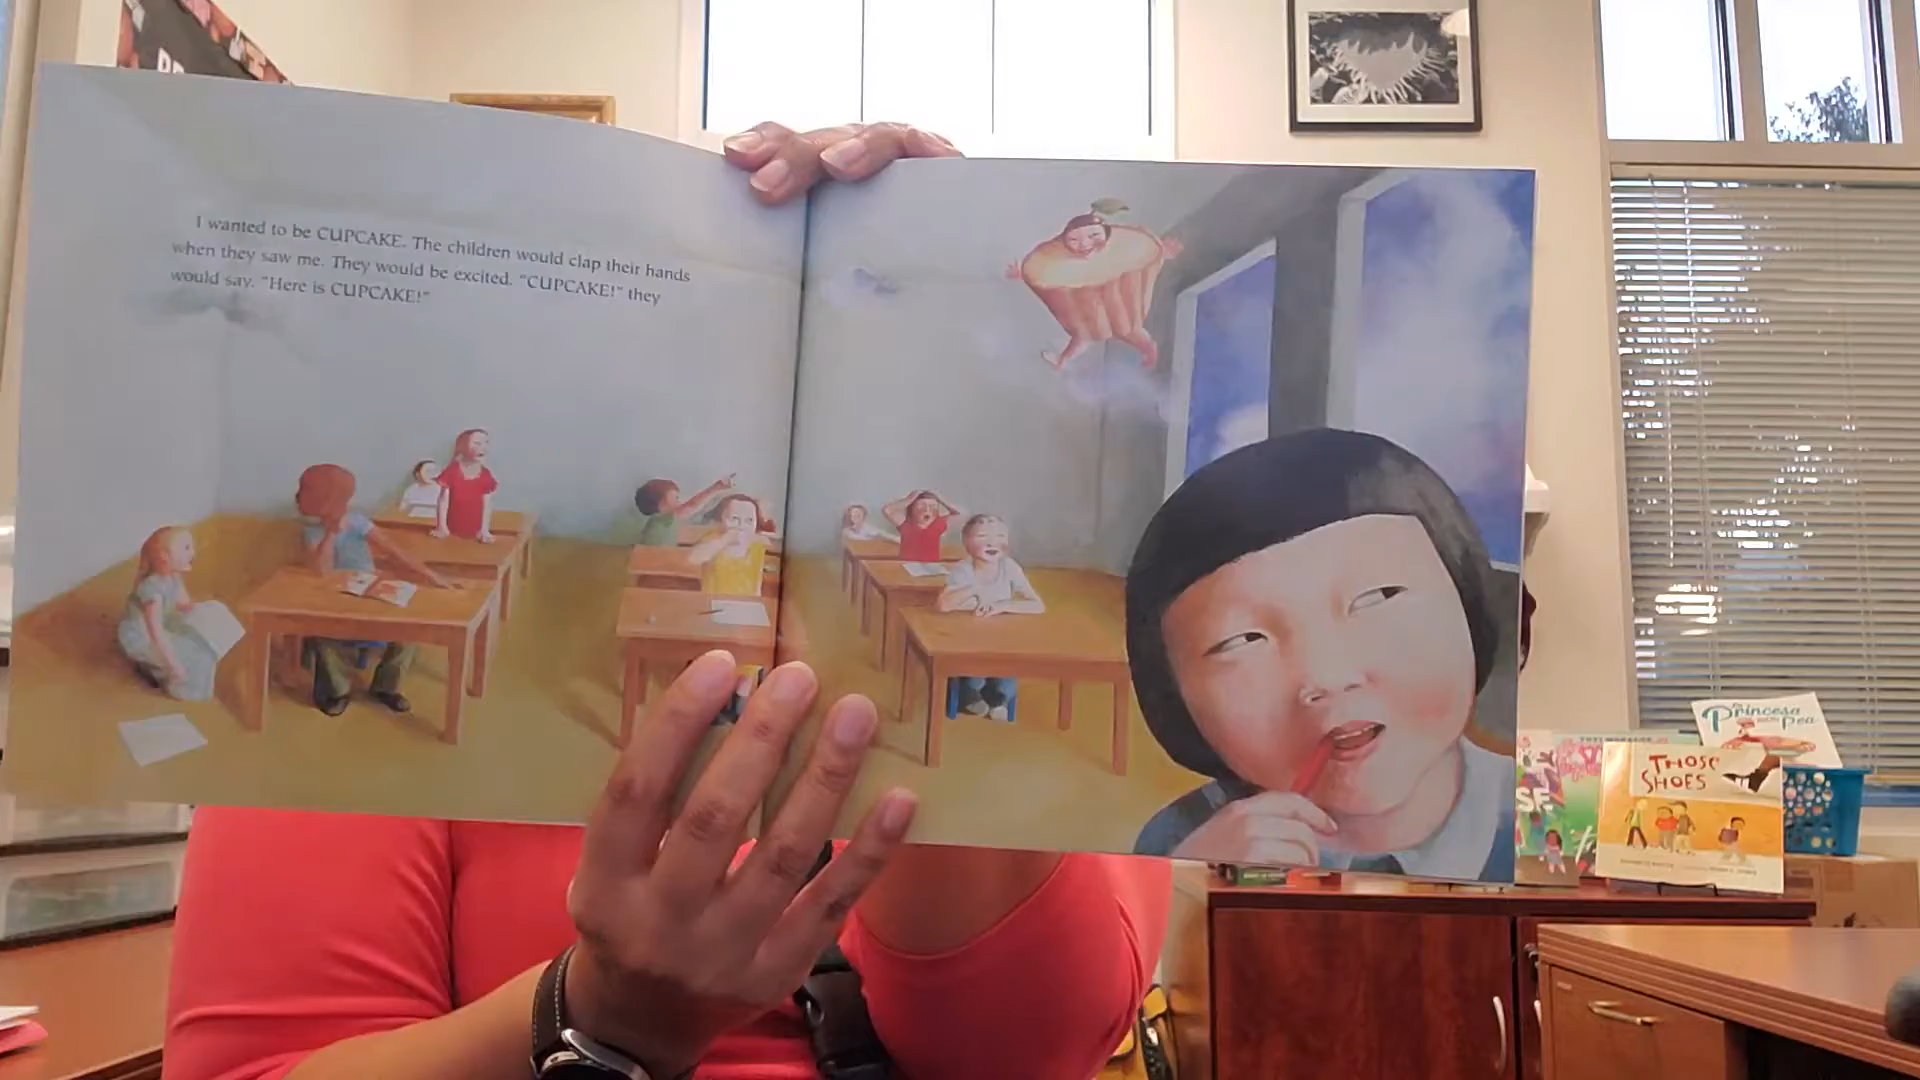 I wanted to be CUPCAKE. The children would clap their hands
when they saw me. They would be excited. "CUPCAKE!" they
would say. "Here is CUPCAKE!"
Princesa
Pea
THOSE
SHOES